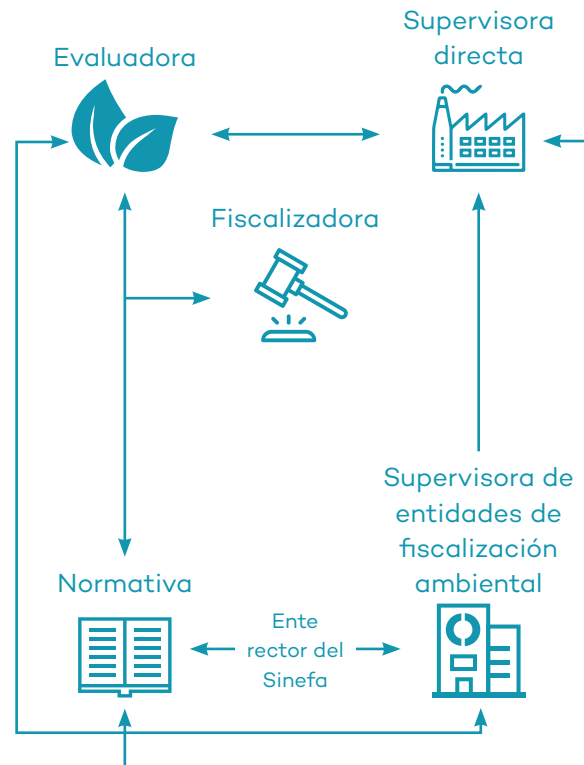 Evaluadora
Supervisora
directa
Fiscalizadora
Supervisora de
entidades de
fiscalización
ambiental
Normativa
Ente
rector del
Sinefa